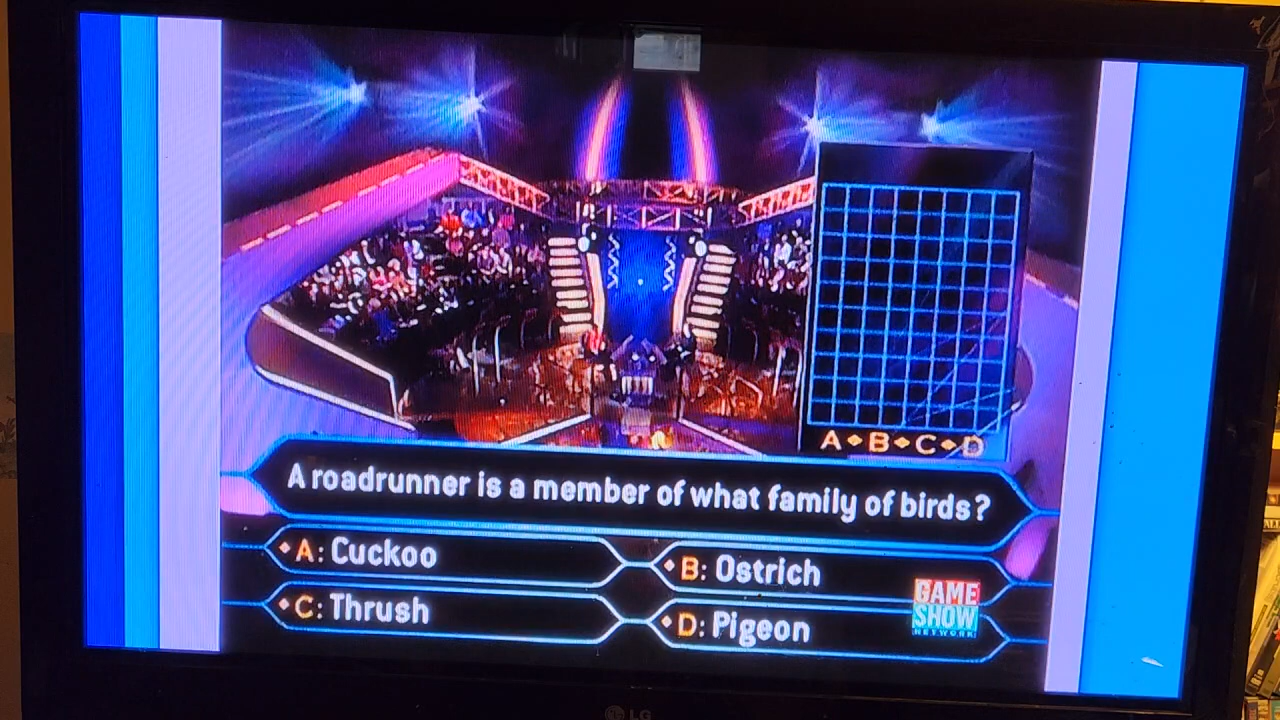 A◆B◆C◆D
A roadrunner is a member of what family of birds?
◆A: Cuckoo
◆B: Ostrich
◆C: Thrush
◆D: Pigeon
GAME
SHOW
NETWORK
LG